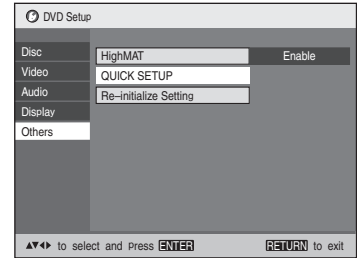 DVD Setup
Disc
Video
Audio
Display
Others
HighMAT Enable
QUICK SETUP
Re–initialize Setting
▲▼◀▶ to select and press ENTER RETURN to exit